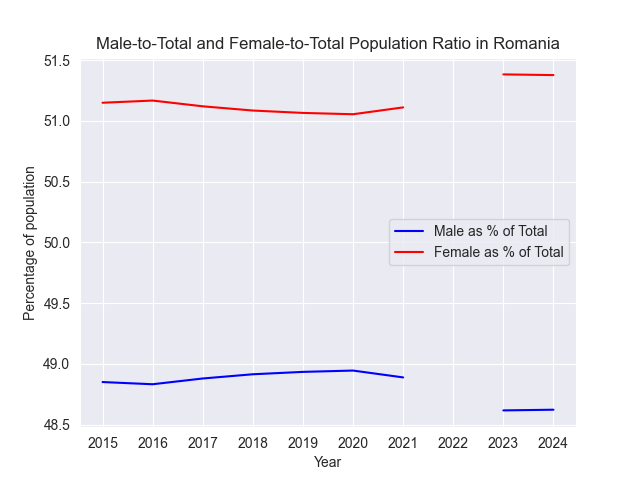 Male-to-Total and Female-to-Total Population Ratio in Romania
51.5
51.0
50.5
50.0
49.5
49.0
48.5
Percentage of population
Male as % of Total
Female as % of Total
2015 2016 2017 2018 2019 2020 2021 2022 2023 2024
Year